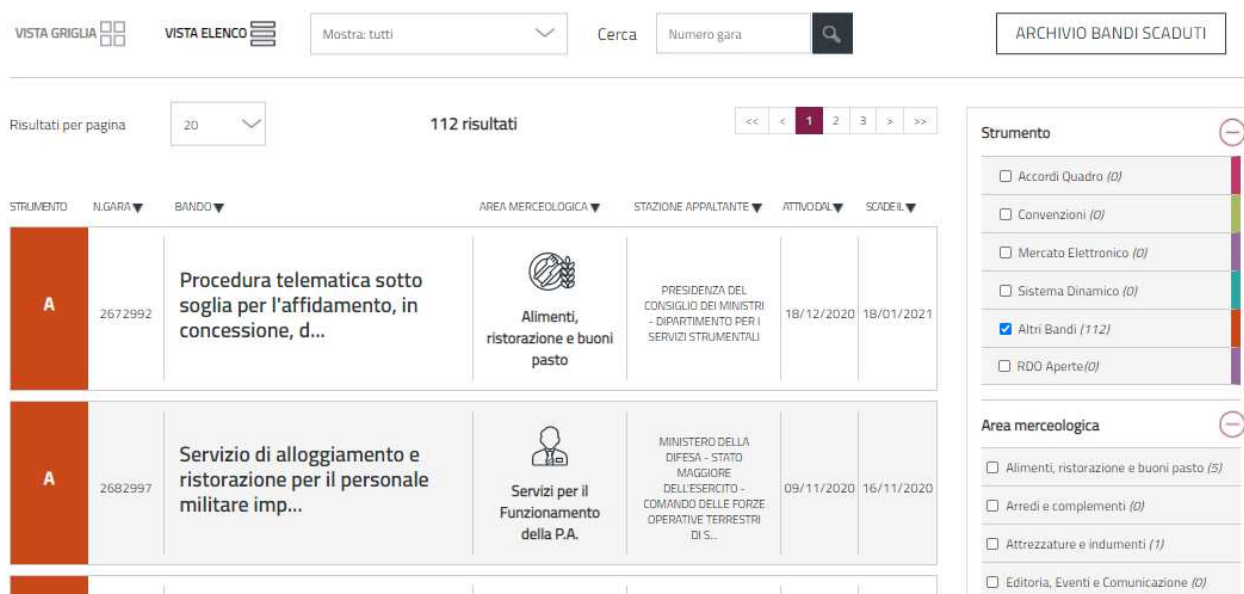 VISTA GRIGLIA
VISTA ELENCO
Mostra: tutti
Cerca
Numero gara
ARCHIVIO BANDI SCADUTI
Risultati per pagina
20
112 risultati
<< < 1 2 3 > >>
STRUMENTO N.GARA▼ BANDO▼ AREA MERCEOLOGICA▼ STAZIONE APPALTANTE▼ ATTIVO DAL▼ SCADE IL▼
A
2672992
Procedura telematica sotto
soglia per l'affidamento, in
concessione, d...
Alimenti,
ristorazione e buoni
pasto
PRESIDENZA DEL
CONSIGLIO DEI MINISTRI
- DIPARTIMENTO PER I
SERVIZI STRUMENTALI
18/12/2020
18/01/2021
A
2682997
Servizio di alloggiamento e
ristorazione per il personale
militare imp...
Servizi per il
Funzionamento
della P.A.
MINISTERO DELLA
DIFESA - STATO
MAGGIORE
DELL'ESERCITO -
COMANDO DELLE FORZE
OPERATIVE TERRESTRI
DI S...
09/11/2020
16/11/2020
Strumento
Accordi Quadro (0)
Convenzioni (0)
Mercato Elettronico (0)
Sistema Dinamico (0)
Altri Bandi (112)
RDO Aperte(0)
Area merceologica
Alimenti, ristorazione e buoni pasto (5)
Arredi e complementi (0)
Attrezzature e indumenti (1)
Editoria, Eventi e Comunicazione (0)